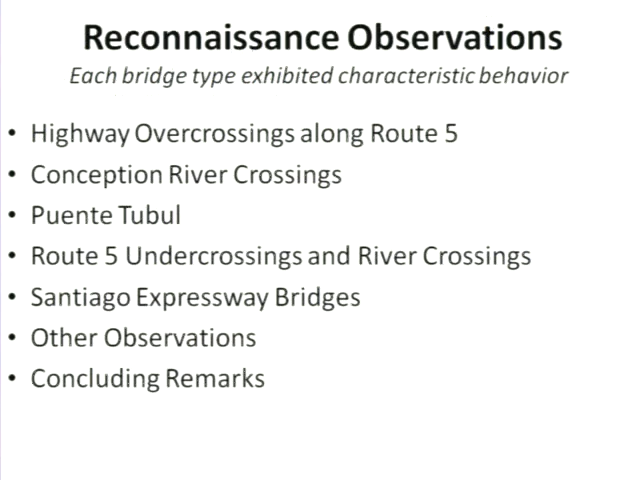 Reconnaissance Observations
Each bridge type exhibited characteristic behavior
• Highway Overcrossings along Route 5
• Conception River Crossings
• Puente Tubul
• Route 5 Undercrossings and River Crossings
• Santiago Expressway Bridges
• Other Observations
• Concluding Remarks